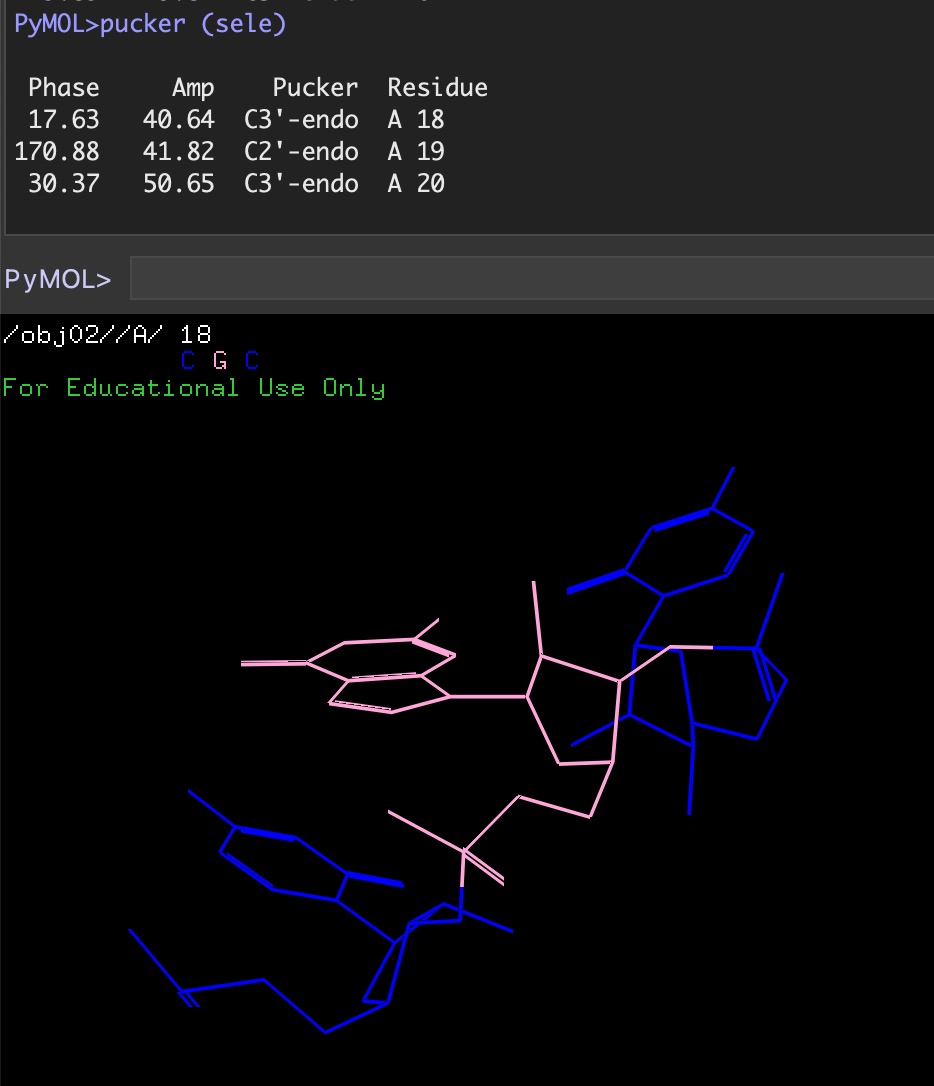 PyMOL>pucker (sele)
Phase Amp Pucker Residue
17.63 40.64 C3'-endo A 18
170.88 41.82 C2'-endo A 19
30.37 50.65 C3'-endo A 20
PyMOL>
/obj02//A/ 18
C G C
For Educational Use Only